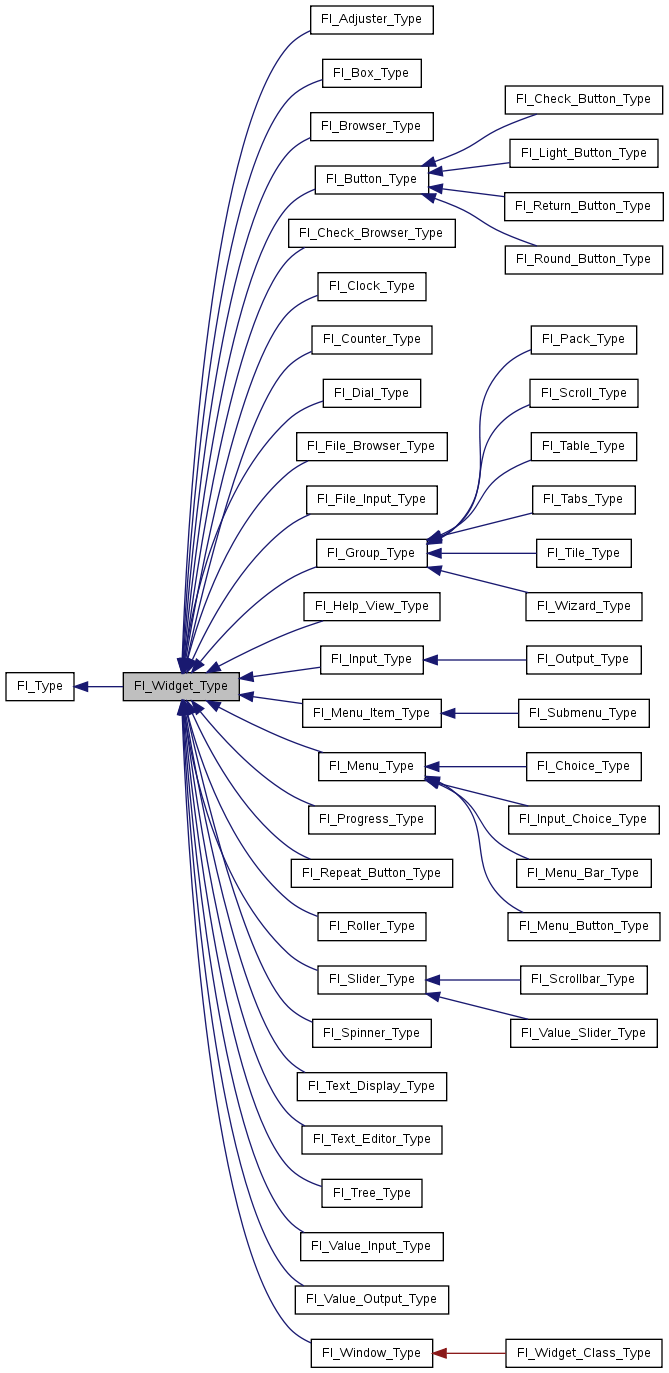 Fl_Adjuster_Type
Fl_Box_Type
Fl_Browser_Type
Fl_Button_Type
Fl_Check_Button_Type
Fl_Light_Button_Type
Fl_Return_Button_Type
Fl_Round_Button_Type
Fl_Check_Browser_Type
Fl_Clock_Type
Fl_Counter_Type
Fl_Dial_Type
Fl_File_Browser_Type
Fl_File_Input_Type
Fl_Group_Type
Fl_Pack_Type
Fl_Scroll_Type
Fl_Table_Type
Fl_Tabs_Type
Fl_Tile_Type
Fl_Wizard_Type
Fl_Help_View_Type
Fl_Type
Fl_Widget_Type
Fl_Input_Type
Fl_Output_Type
Fl_Menu_Item_Type
Fl_Submenu_Type
Fl_Menu_Type
Fl_Choice_Type
Fl_Input_Choice_Type
Fl_Menu_Bar_Type
Fl_Menu_Button_Type
Fl_Progress_Type
Fl_Repeat_Button_Type
Fl_Roller_Type
Fl_Slider_Type
Fl_Scrollbar_Type
Fl_Value_Slider_Type
Fl_Spinner_Type
Fl_Text_Display_Type
Fl_Text_Editor_Type
Fl_Tree_Type
Fl_Value_Input_Type
Fl_Value_Output_Type
Fl_Window_Type
Fl_Widget_Class_Type